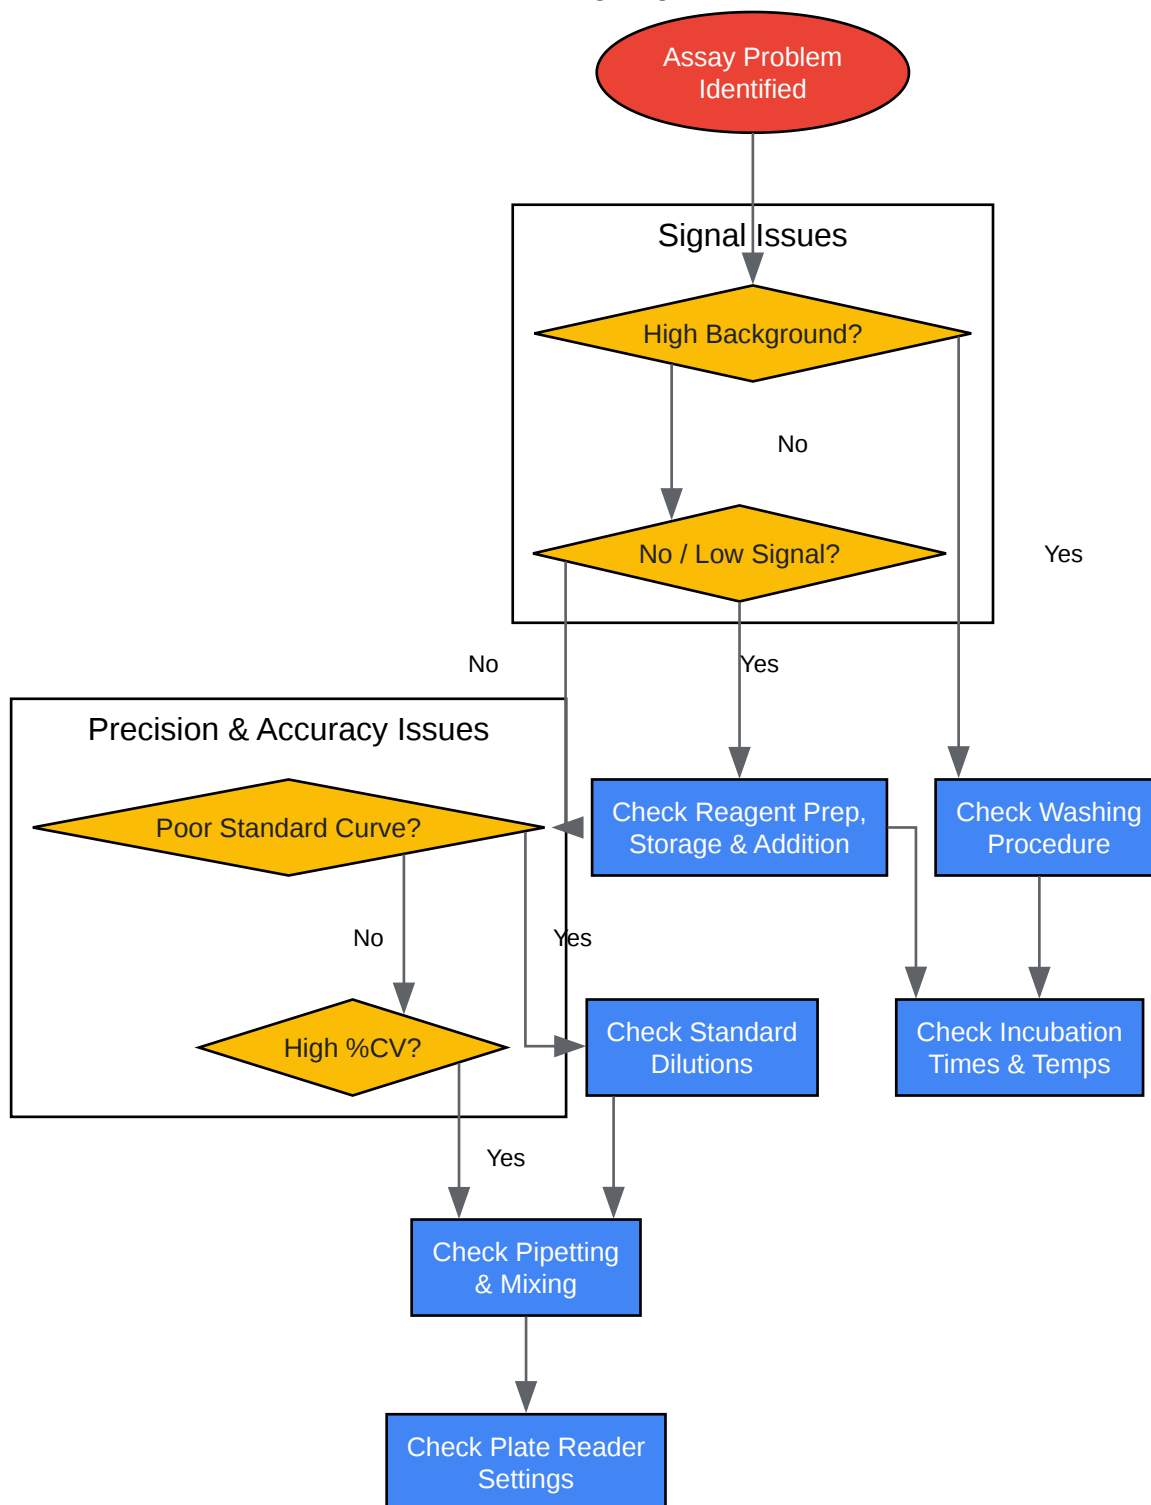 Assay Problem
Identified
Signal Issues
High Background?
No
No / Low Signal?
Yes
No
Yes
Precision & Accuracy Issues
Poor Standard Curve?
Check Reagent Prep,
Storage & Addition
Check Washing
Procedure
No
Yes
High %CV?
Check Standard
Dilutions
Check Incubation
Times & Temps
Yes
Check Pipetting
& Mixing
Check Plate Reader
Settings